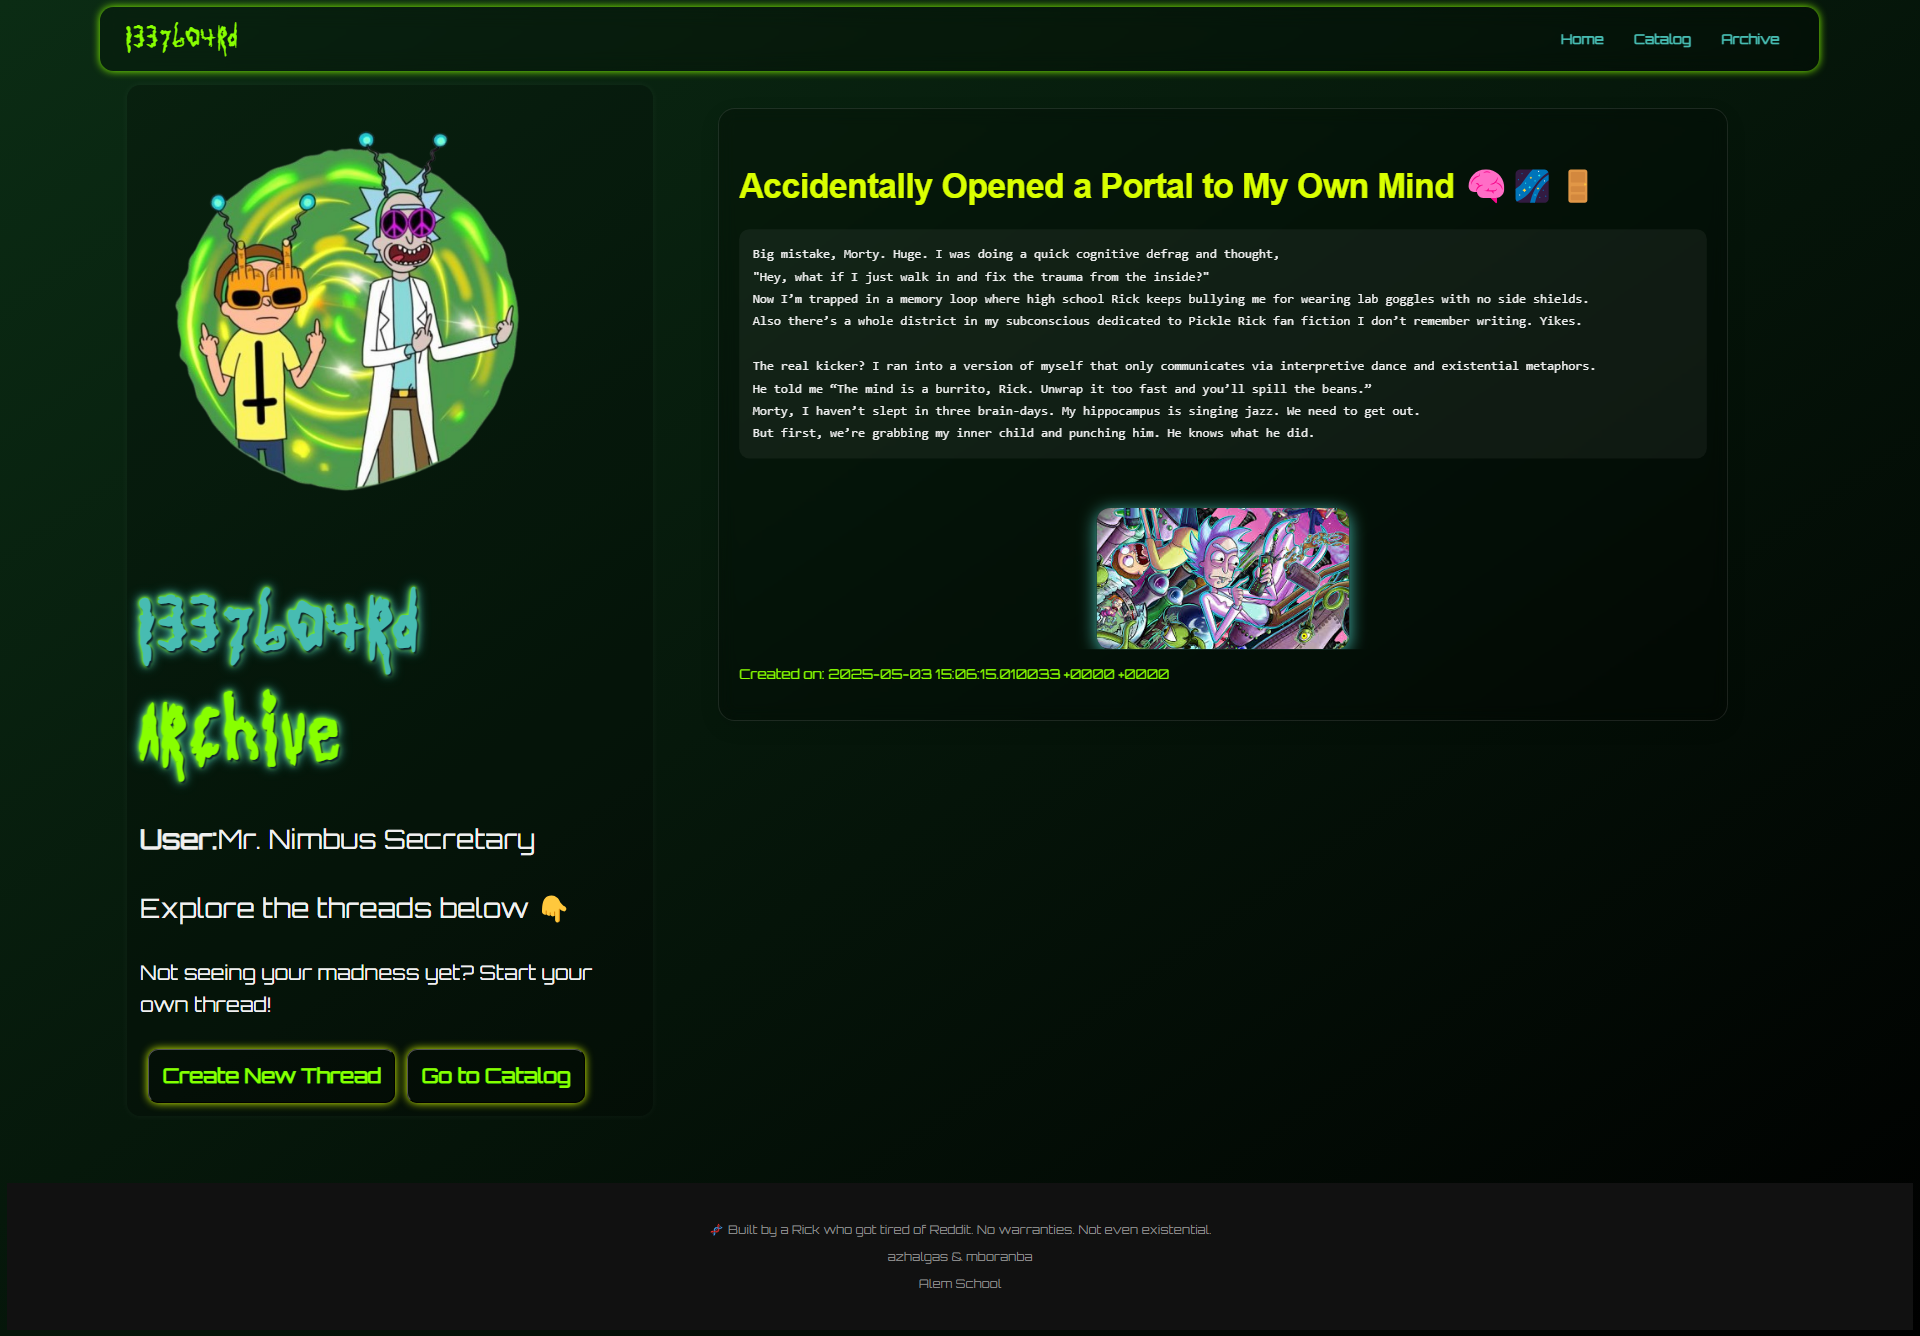 1337b04rd
Home Catalog Archive
1337b04Rd
ARchive
User:Mr. Nimbus Secretary
Explore the threads below 👇
Not seeing your madness yet? Start your
own thread!
Create New Thread Go to Catalog
Accidentally Opened a Portal to My Own Mind 🧠 🌌 🚪
Big mistake, Morty. Huge. I was doing a quick cognitive defrag and thought,
"Hey, what if I just walk in and fix the trauma from the inside?"
Now I’m trapped in a memory loop where high school Rick keeps bullying me for wearing lab goggles with no side shields.
Also there’s a whole district in my subconscious dedicated to Pickle Rick fan fiction I don’t remember writing. Yikes.
The real kicker? I ran into a version of myself that only communicates via interpretive dance and existential metaphors.
He told me “The mind is a burrito, Rick. Unwrap it too fast and you’ll spill the beans.”
Morty, I haven’t slept in three brain-days. My hippocampus is singing jazz. We need to get out.
But first, we’re grabbing my inner child and punching him. He knows what he did.
Created on: 2025-05-03 15:06:15.010033 +0000 +0000
🧬 Built by a Rick who got tired of Reddit. No warranties. Not even existential.
azhalgas & mboranba
Alem School